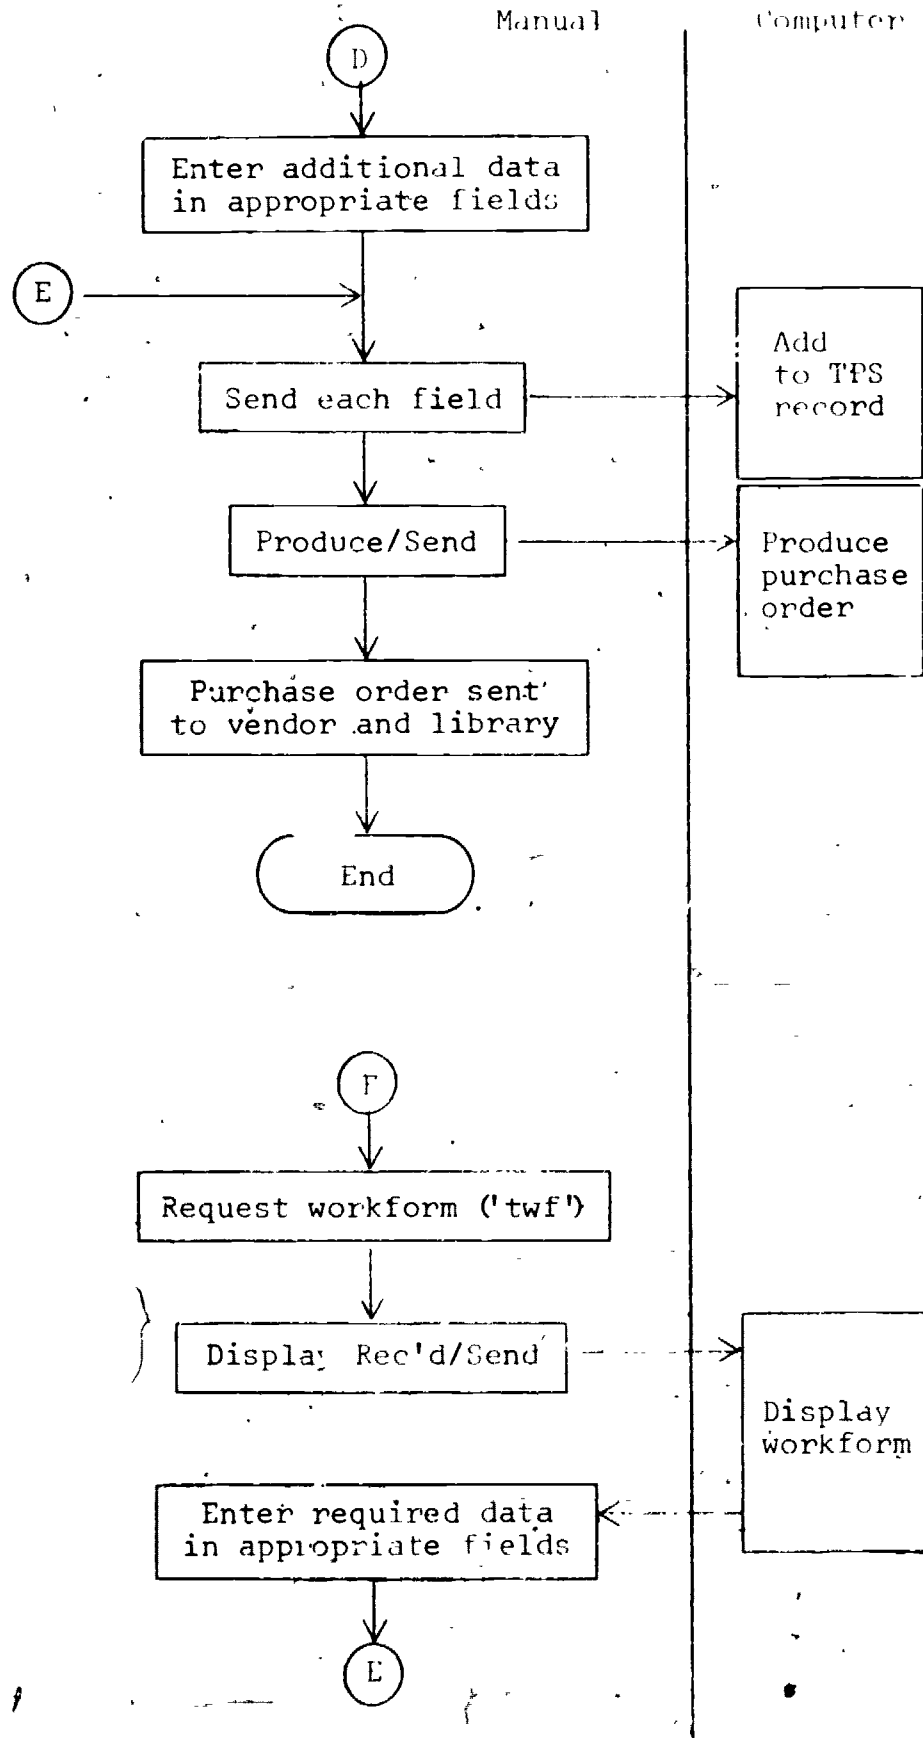 Manual
Computer
D
Enter additional data
in appropriate fields
E
Add
to TPS
record
Send each field
Produce/Send
Produce
purchase
order
Purchase order sent
to vendor and library
End
F
Request workform ('twf')
Display Rec'd/Send
Display
workform
Enter required data
in appropriate fields
E